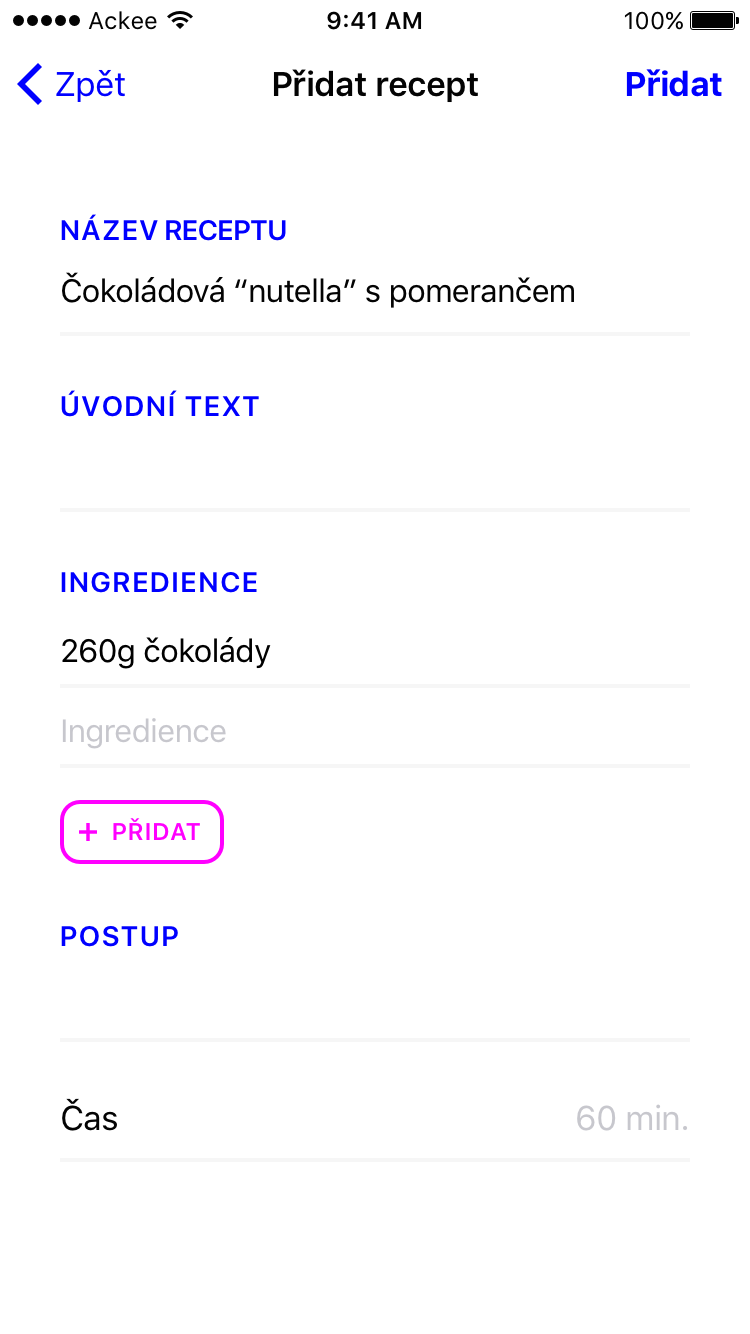 Ackee 9:41 AM 100%
Zpět Přidat recept Přidat
NÁZEV RECEPTU
Čokoládová “nutella” s pomerančem
ÚVODNÍ TEXT
INGREDIENCE
260g čokolády
Ingredience
+ PŘIDAT
POSTUP
Čas 60 min.